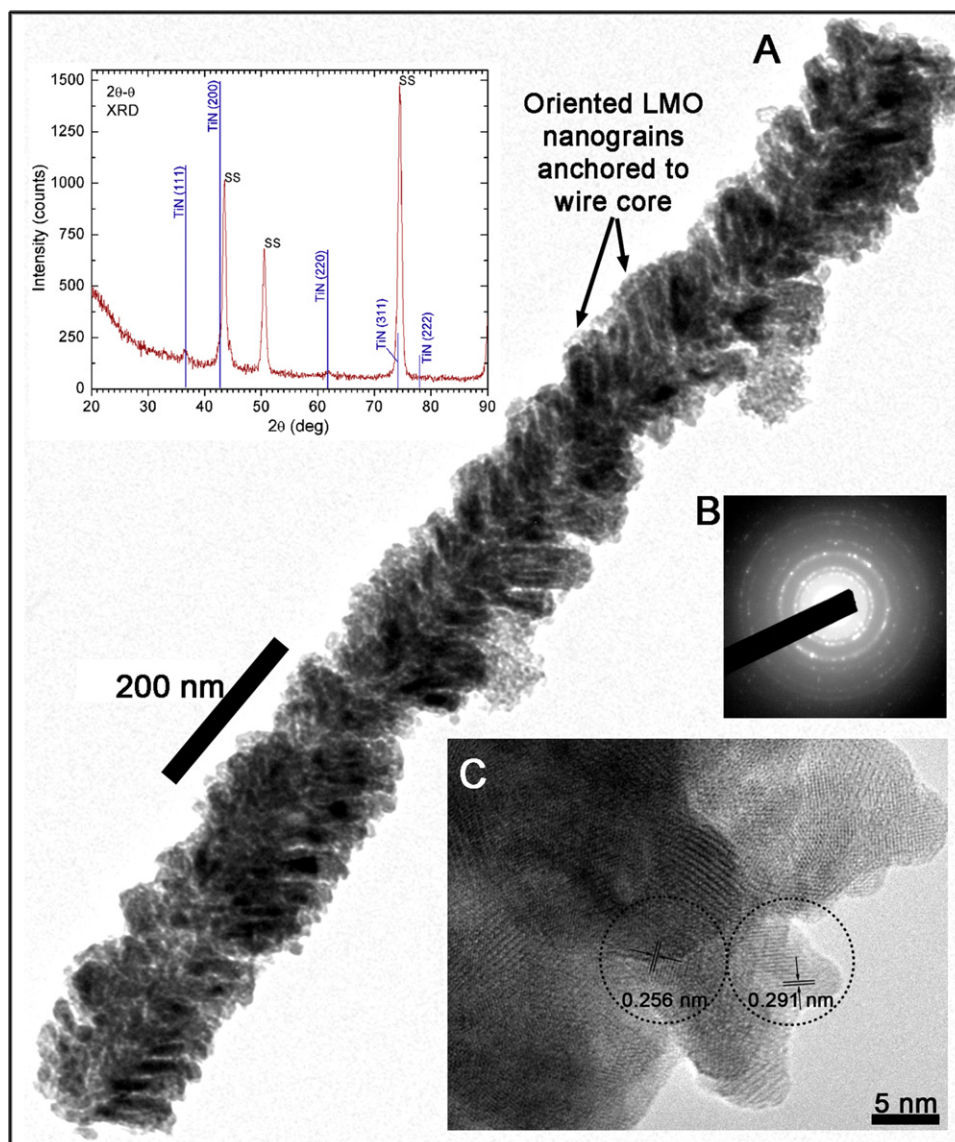 A
Oriented LMO
nanograins
anchored to
wire core
1500
1250
1000
750
500
250
0
Intensity (counts)
2θ-θ
XRD
TiN (111)
TiN (200)
SS
SS
TiN (220)
SS
TiN (311)
TiN (222)
20 30 40 50 60 70 80 90
2θ (deg)
B
200 nm
C
0.256 nm
0.291 nm
5 nm